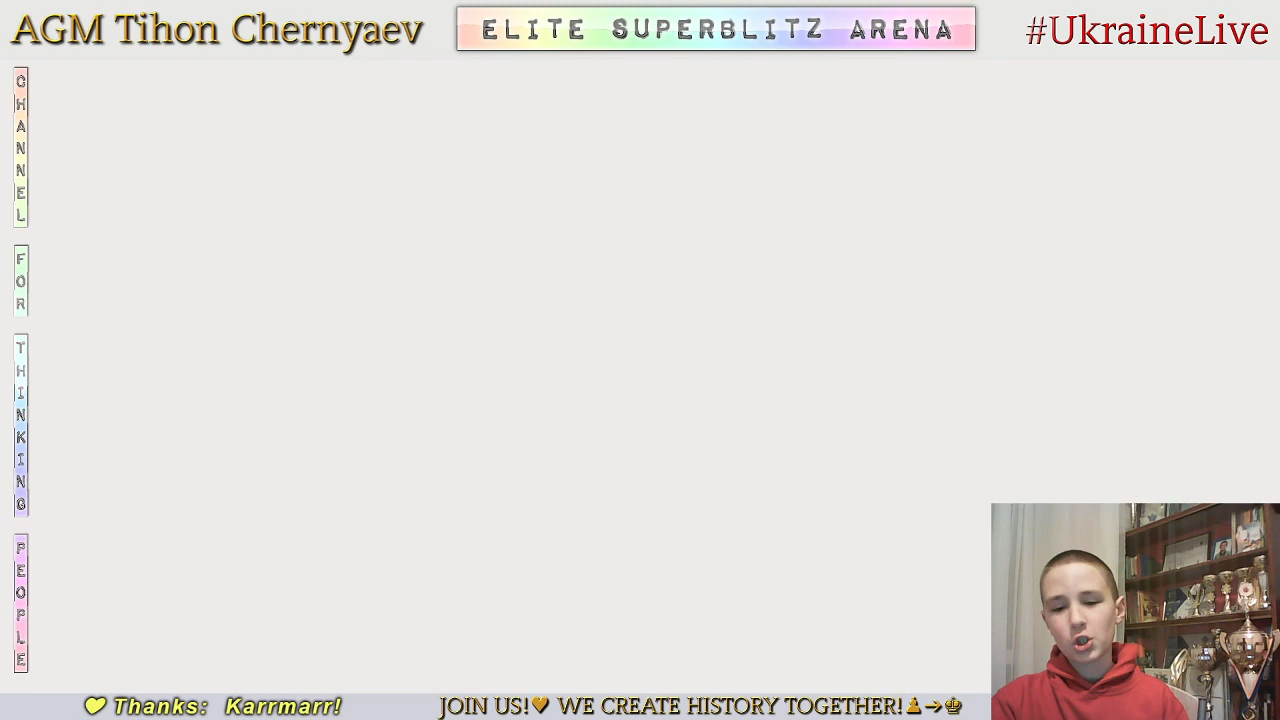 AGM Tihon Chernyaev
ELITE SUPERBLITZ ARENA
#UkraineLive
CHANNEL FOR THINKING PEOPLE
💛 Thanks: Karrmarr!
JOIN US!♥ WE CREATE HISTORY TOGETHER!♟→♚